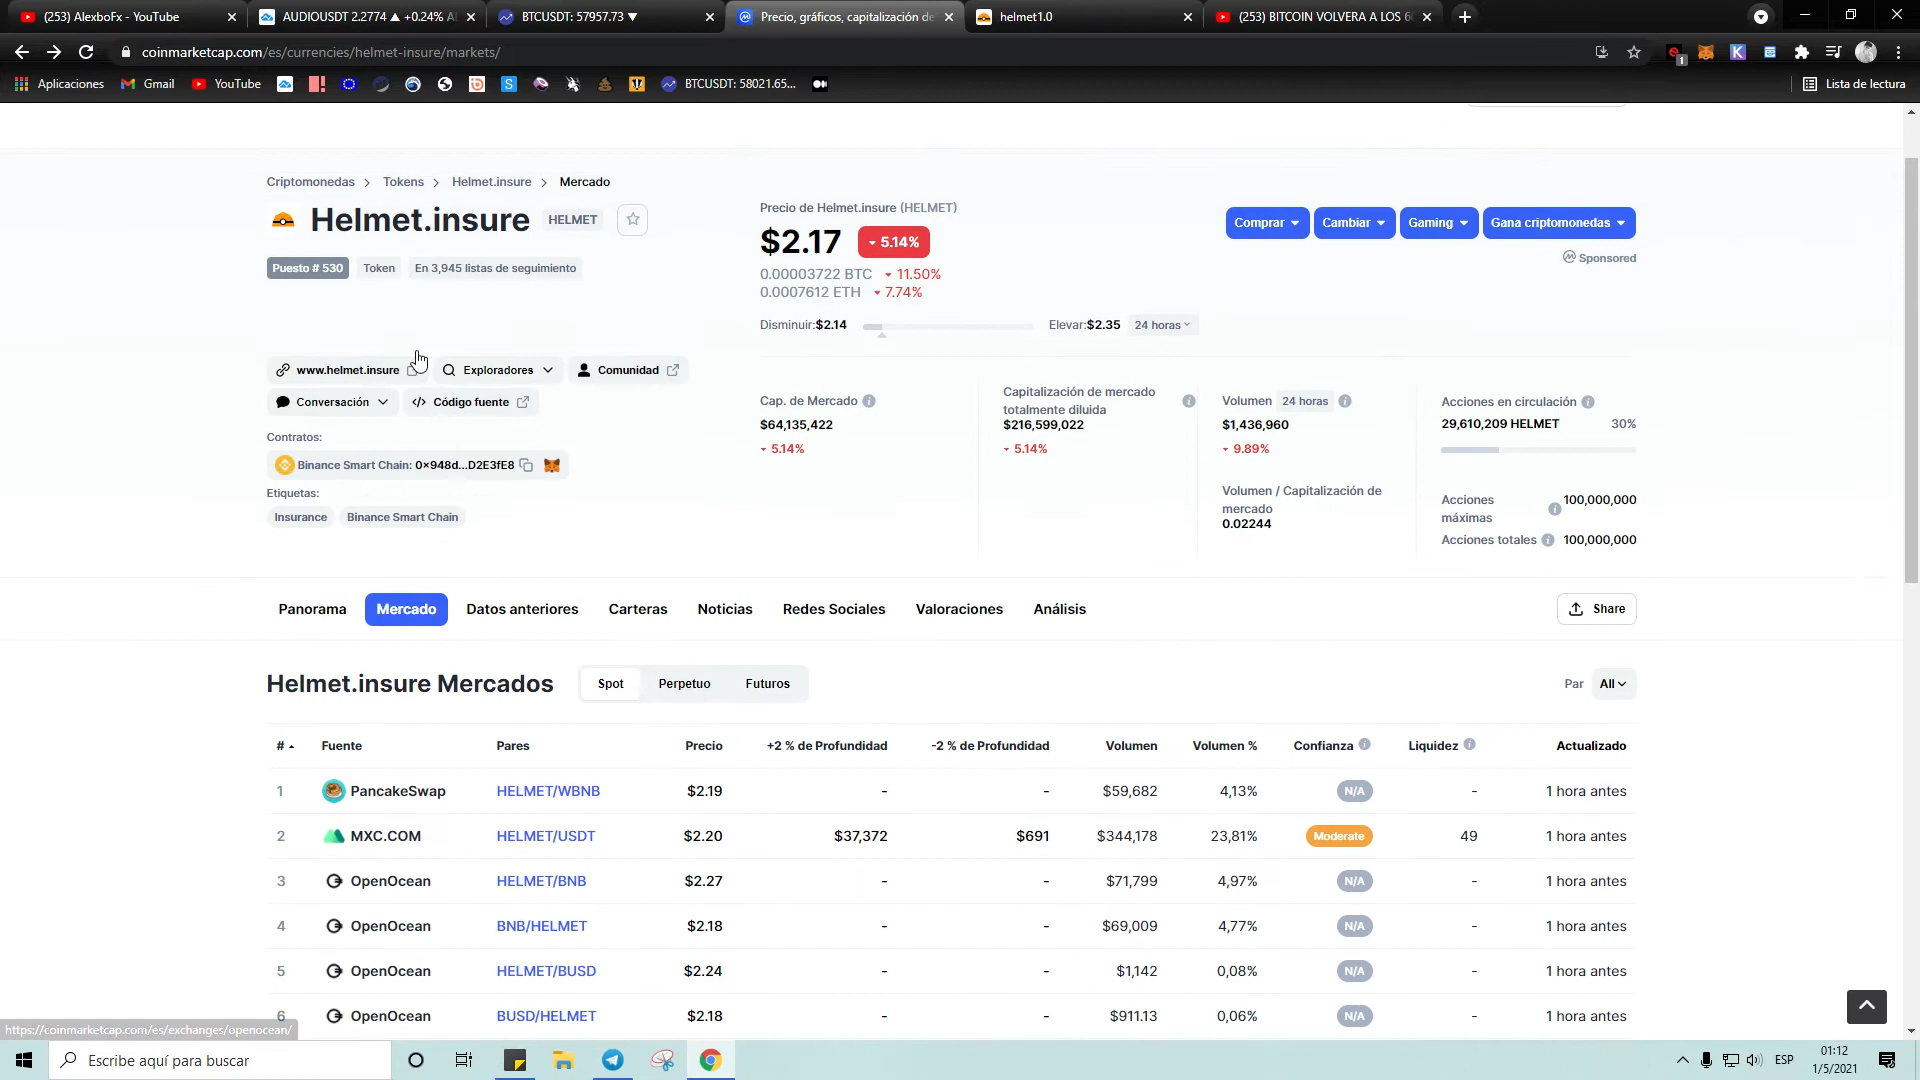 (253) AlexboFx - YouTube
AUDIOUSDT 2.2774 ▲ +0.24%
BTCUSDT: 57957.73 ▼
Precio, gráficos, capitalización de
helmet1.0
(253) BITCOIN VOLVERA A LOS
coinmarketcap.com/es/currencies/helmet-insure/markets/
Aplicaciones
Gmail
YouTube
BTCUSDT: 58021.65...
Lista de lectura
Criptomonedas > Tokens > Helmet.insure > Mercado
Helmet.insure HELMET
Puesto # 530 Token En 3,945 listas de seguimiento
www.helmet.insure Exploradores Comunidad
Conversación Código fuente
Contratos:
Binance Smart Chain: 0×948d...D2E3fE8
Etiquetas:
Insurance Binance Smart Chain
Precio de Helmet.insure (HELMET)
$2.17 5.14%
0.00003722 BTC 11.50%
0.0007612 ETH 7.74%
Disminuir:$2.14 Elevar:$2.35 24 horas
Comprar Cambiar Gaming Gana criptomonedas
Sponsored
Cap. de Mercado
$64,135,422
5.14%
Capitalización de mercado
totalmente diluida
$216,599,022
5.14%
Volumen 24 horas
$1,436,960
9.89%
Volumen / Capitalización de
mercado
0.02244
Acciones en circulación
29,610,209 HELMET 30%
Acciones
máximas
100,000,000
Acciones totales 100,000,000
Panorama Mercado Datos anteriores Carteras Noticias Redes Sociales Valoraciones Análisis Share
Helmet.insure Mercados Spot Perpetuo Futuros Par All
# Fuente Pares Precio +2 % de Profundidad -2 % de Profundidad Volumen Volumen % Confianza Liquidez Actualizado
1 PancakeSwap HELMET/WBNB $2.19 - - $59,682 4,13% N/A - 1 hora antes
2 MXC.COM HELMET/USDT $2.20 $37,372 $691 $344,178 23,81% Moderate 49 1 hora antes
3 OpenOcean HELMET/BNB $2.27 - - $71,799 4,97% N/A - 1 hora antes
4 OpenOcean BNB/HELMET $2.18 - - $69,009 4,77% N/A - 1 hora antes
5 OpenOcean HELMET/BUSD $2.24 - - $1,142 0,08% N/A - 1 hora antes
6 OpenOcean BUSD/HELMET $2.18 - - $911.13 0,06% N/A - 1 hora antes
https://coinmarketcap.com/es/exchanges/openocean/
Escribe aquí para buscar
ESP
01:12
1/5/2021